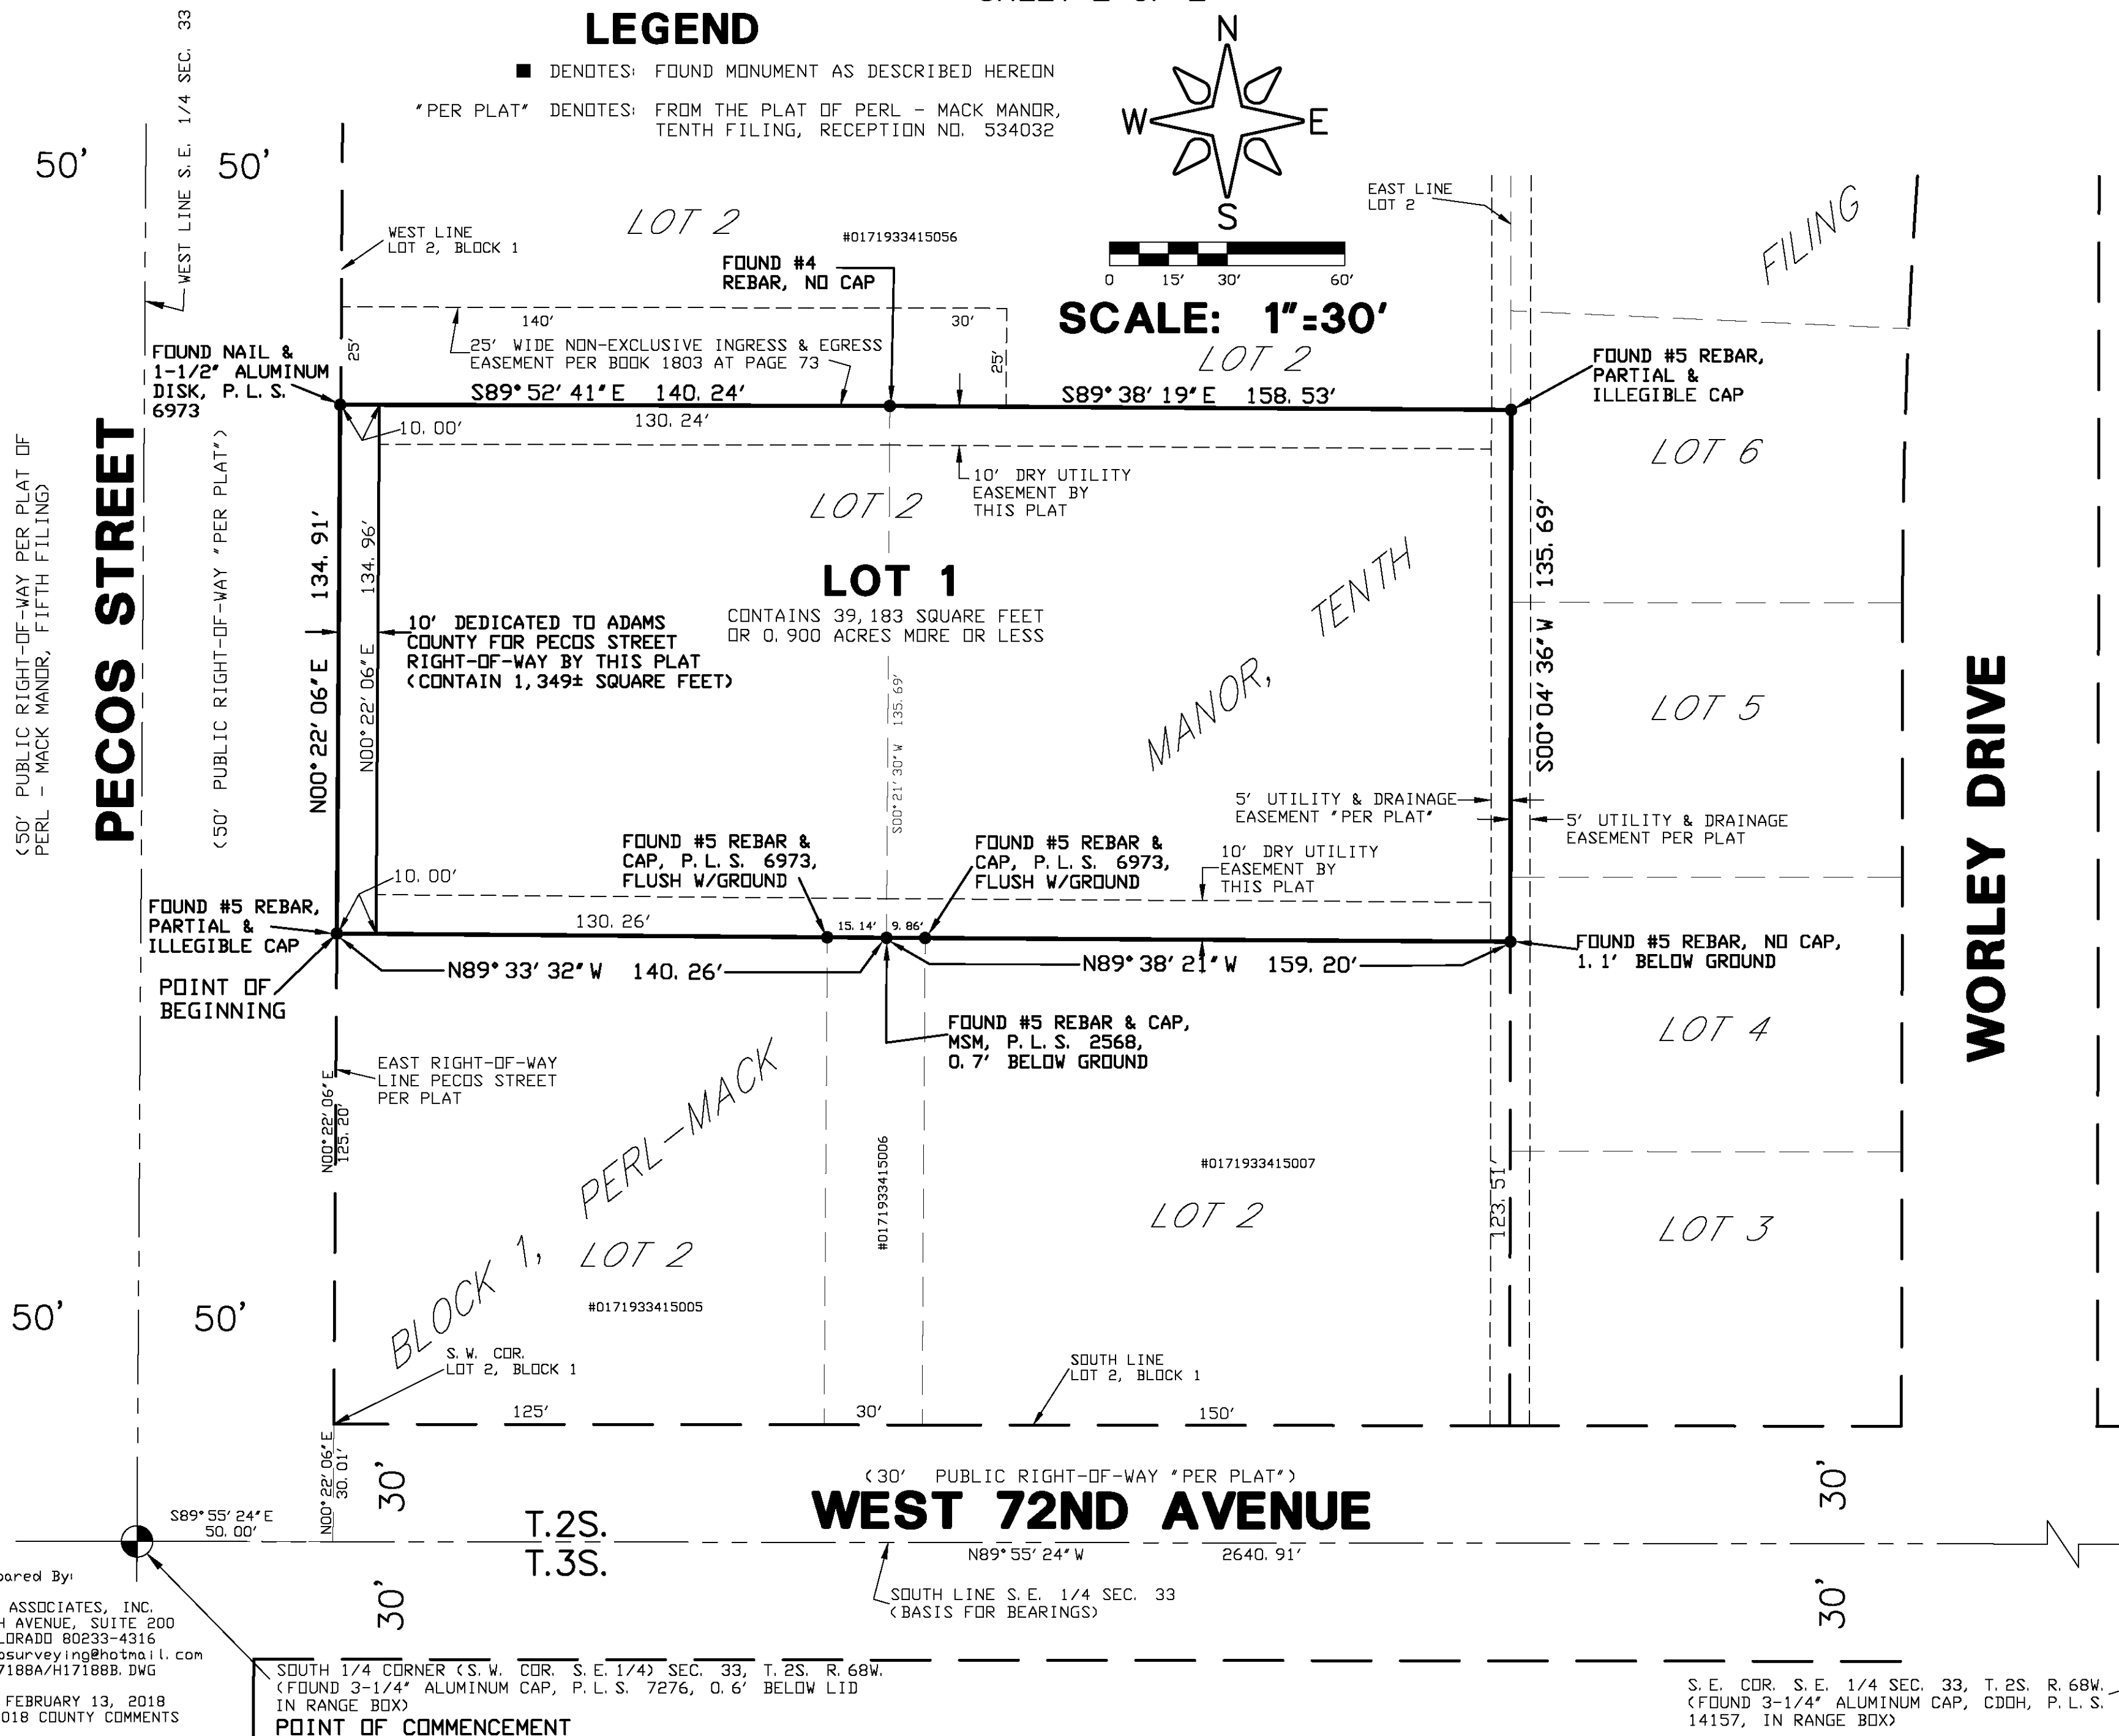 LEGEND
■ DENOTES: FOUND MONUMENT AS DESCRIBED HEREON
"PER PLAT" DENOTES: FROM THE PLAT OF PERL - MACK MANOR,
TENTH FILING, RECEPTION NO. 534032
N
W
E
S
0 15' 30' 60'
SCALE: 1"=30'
50'
WEST LINE S.E. 1/4 SEC. 33
50'
WEST LINE
LOT 2, BLOCK 1
LOT 2
#0171933415056
FOUND #4
REBAR, NO CAP
EAST LINE
LOT 2
FILING
140'
30'
25'
25'
25' WIDE NON-EXCLUSIVE INGRESS & EGRESS
EASEMENT PER BOOK 1803 AT PAGE 73
LOT 2
FOUND NAIL &
1-1/2" ALUMINUM
DISK, P.L.S.
6973
FOUND #5 REBAR,
PARTIAL &
ILLEGIBLE CAP
S89°52'41"E 140.24'
S89°38'19"E 158.53'
10.00'
130.24'
LOT 6
10' DRY UTILITY
EASEMENT BY
THIS PLAT
LOT 2
(50' PUBLIC RIGHT-OF-WAY PER PLAT OF
PERL - MACK MANOR, FIFTH FILING)
PECOS STREET
(50' PUBLIC RIGHT-OF-WAY "PER PLAT")
N00°22'06"E 134.91'
N00°22'06"E 134.96'
LOT 1
CONTAINS 39,183 SQUARE FEET
OR 0.900 ACRES MORE OR LESS
10' DEDICATED TO ADAMS
COUNTY FOR PECOS STREET
RIGHT-OF-WAY BY THIS PLAT
(CONTAIN 1,349± SQUARE FEET)
S00°21'30"W 135.69'
TENTH
MANOR,
S00°04'36"W 135.69'
LOT 5
WORLEY DRIVE
5' UTILITY & DRAINAGE
EASEMENT "PER PLAT"
5' UTILITY & DRAINAGE
EASEMENT PER PLAT
FOUND #5 REBAR &
CAP, P.L.S. 6973,
FLUSH W/GROUND
FOUND #5 REBAR &
CAP, P.L.S. 6973,
FLUSH W/GROUND
10' DRY UTILITY
EASEMENT BY
THIS PLAT
10.00'
FOUND #5 REBAR,
PARTIAL &
ILLEGIBLE CAP
130.26'
15.14'
9.86'
N89°33'32"W 140.26'
N89°38'21"W 159.20'
FOUND #5 REBAR, NO CAP,
1.1' BELOW GROUND
POINT OF
BEGINNING
FOUND #5 REBAR & CAP,
MSM, P.L.S. 2568,
0.7' BELOW GROUND
LOT 4
EAST RIGHT-OF-WAY
LINE PECOS STREET
PER PLAT
N00°22'06"E
125.20'
PERL-MACK
#0171933415006
#0171933415007
LOT 2
123.51'
LOT 3
BLOCK 1,
LOT 2
#0171933415005
50'
50'
S.W. COR.
LOT 2, BLOCK 1
SOUTH LINE
LOT 2, BLOCK 1
125'
30'
150'
N00°22'06"E
30.01'
30'
(30' PUBLIC RIGHT-OF-WAY "PER PLAT")
WEST 72ND AVENUE
30'
S89°55'24"E
50.00'
T.2S.
T.3S.
N89°55'24"W 2640.91'
SOUTH LINE S.E. 1/4 SEC. 33
(BASIS FOR BEARINGS)
30'
30'
By:
ASSOCIATES, INC.
AVENUE, SUITE 200
80233-4316
FEBRUARY 13, 2018
COUNTY COMMENTS
SOUTH 1/4 CORNER (S.W. COR. S.E.1/4) SEC. 33, T.2S. R.68W.
(FOUND 3-1/4" ALUMINUM CAP, P.L.S. 7276, 0.6' BELOW LID
IN RANGE BOX)
POINT OF COMMENCEMENT
S.E. COR. S.E. 1/4 SEC. 33, T.2S. R.68W.
(FOUND 3-1/4" ALUMINUM CAP, CDOH, P.L.S.
14157, IN RANGE BOX)